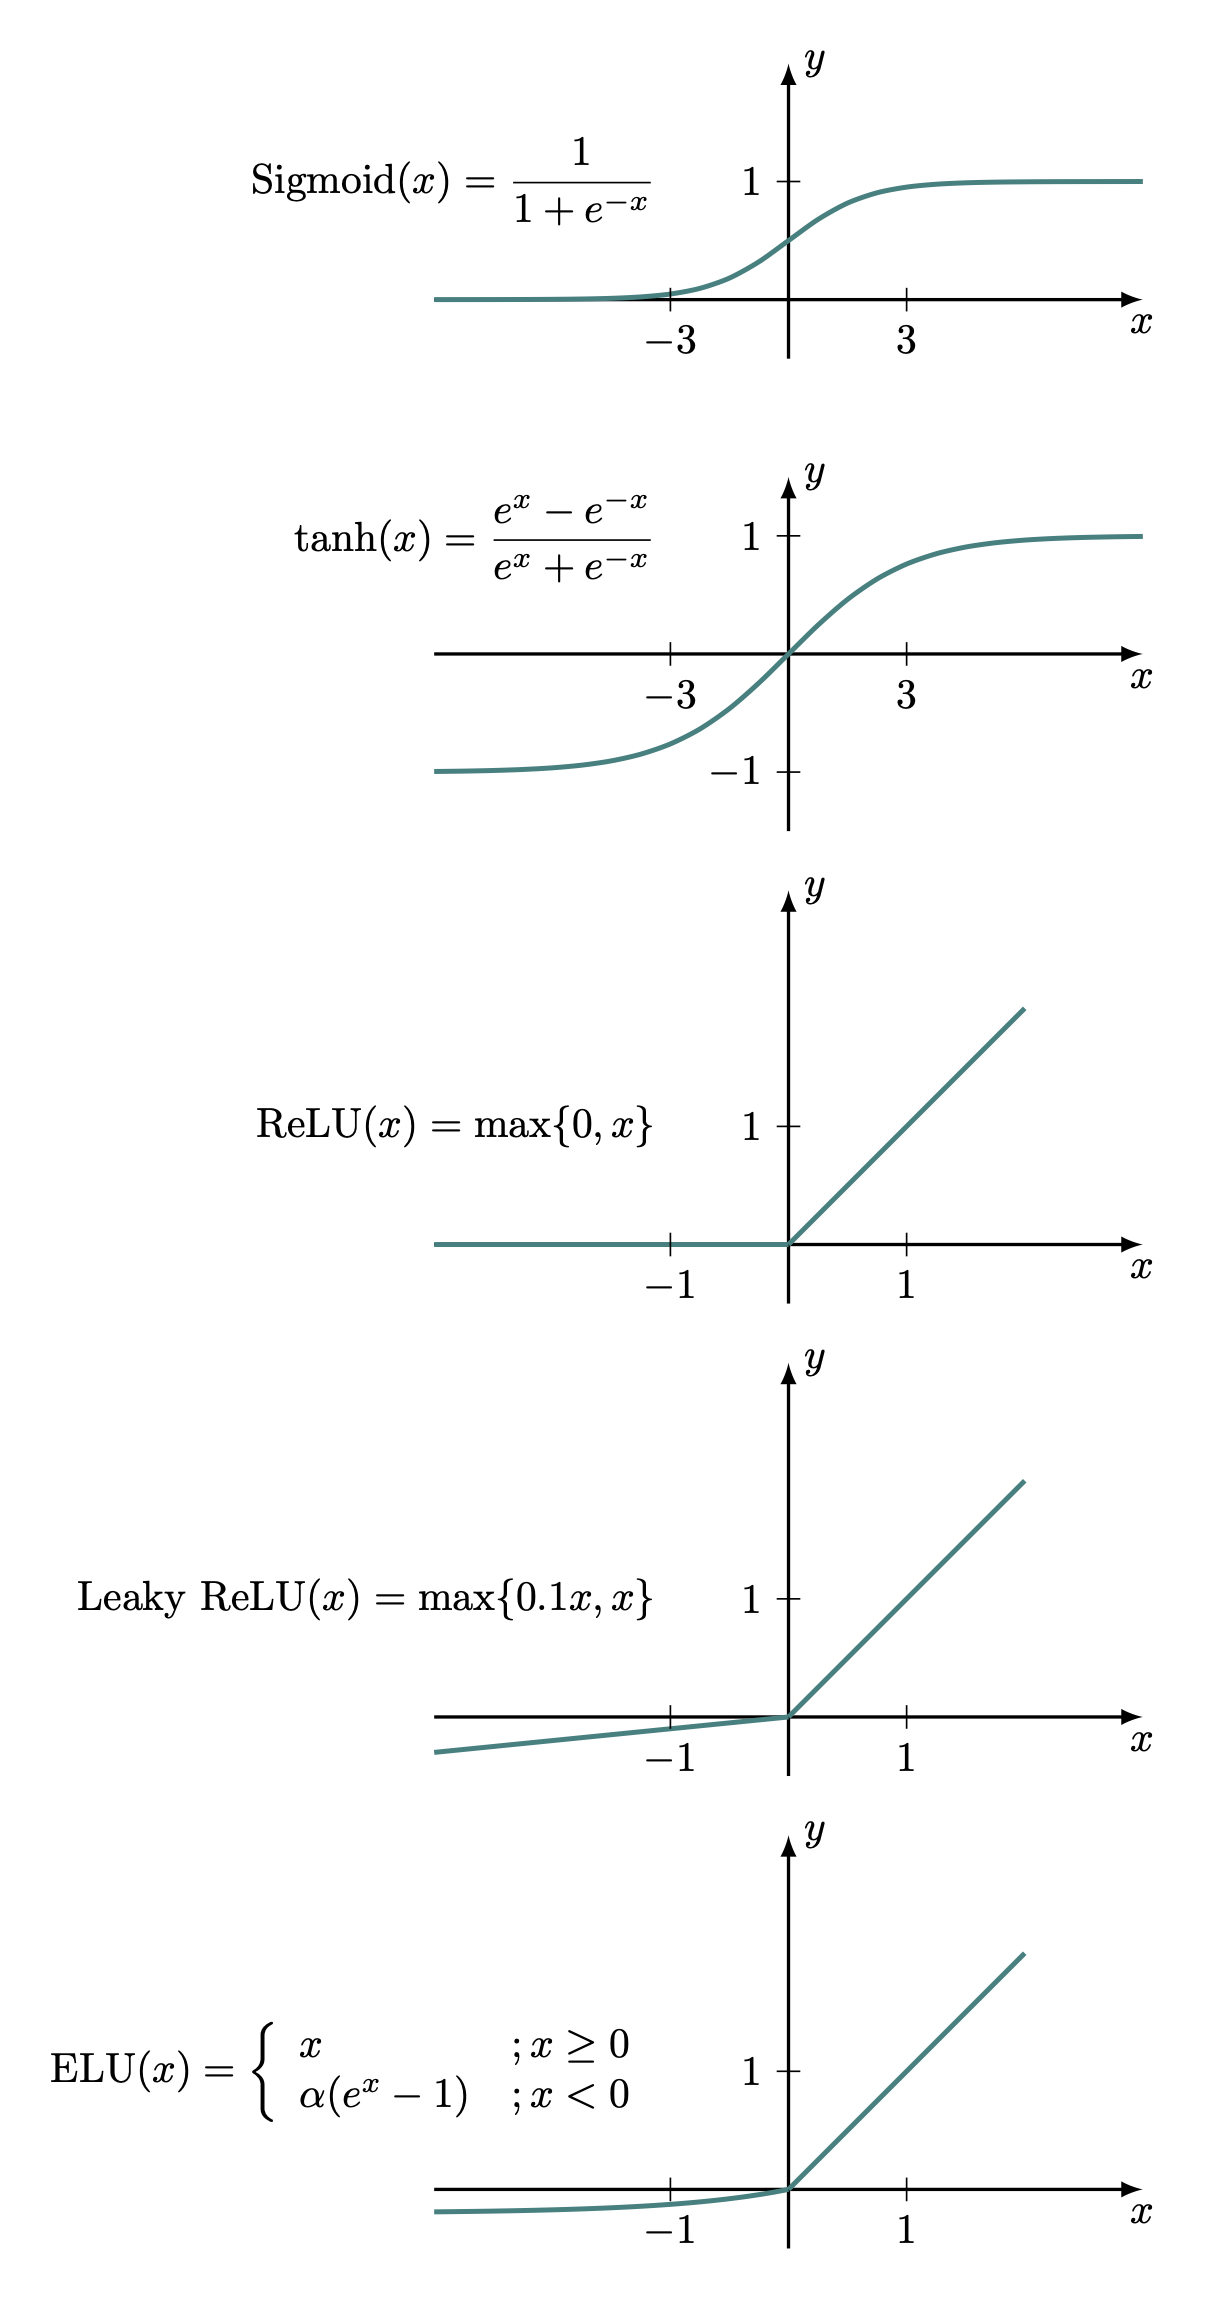 y
Sigmoid(x) = 1 / (1 + e^{-x})
1
-3
3
x
y
tanh(x) = (e^x − e^{-x}) / (e^x + e^{-x})
1
-3
3
x
−1
y
ReLU(x) = max{0, x}
1
−1
1
x
y
Leaky ReLU(x) = max{0.1x, x}
1
−1
1
x
y
ELU(x) = { x ; x ≥ 0
α(e^x − 1) ; x < 0
1
−1
1
x